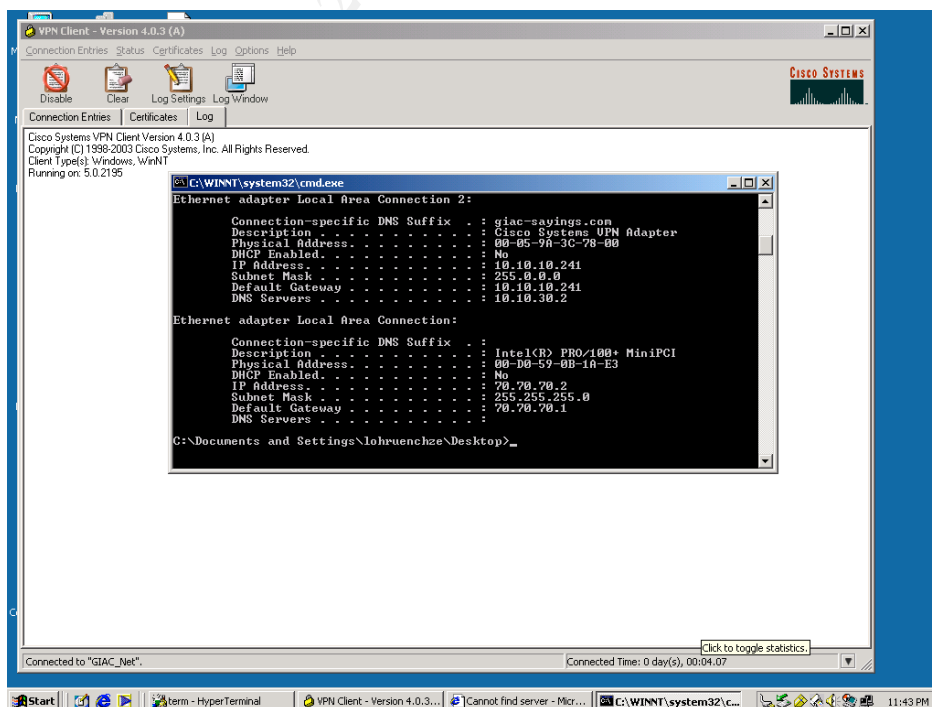 VPN Client - Version 4.0.3 (A)
Connection Entries Status Certificates Log Options Help
Disable Clear Log Settings Log Window
CISCO SYSTEMS
Connection Entries Certificates Log
Cisco Systems VPN Client Version 4.0.3 (A)
Copyright (C) 1998-2003 Cisco Systems, Inc. All Rights Reserved.
Client Type(s): Windows, WinNT
Running on: 5.0.2195
C:\WINNT\system32\cmd.exe
Ethernet adapter Local Area Connection 2:
Connection-specific DNS Suffix . : giac-sayings.com
Description . . . . . . . . . . . : Cisco Systems VPN Adapter
Physical Address. . . . . . . . . : 00-05-9A-3C-78-00
DHCP Enabled. . . . . . . . . . . : No
IP Address. . . . . . . . . . . . : 10.10.10.241
Subnet Mask . . . . . . . . . . . : 255.0.0.0
Default Gateway . . . . . . . . . : 10.10.10.241
DNS Servers . . . . . . . . . . . : 10.10.30.2
Ethernet adapter Local Area Connection:
Connection-specific DNS Suffix . :
Description . . . . . . . . . . . : Intel(R) PRO/100+ MiniPCI
Physical Address. . . . . . . . . : 00-D0-59-0B-1A-E3
DHCP Enabled. . . . . . . . . . . : No
IP Address. . . . . . . . . . . . : 70.70.70.2
Subnet Mask . . . . . . . . . . . : 255.255.255.0
Default Gateway . . . . . . . . . : 70.70.70.1
DNS Servers . . . . . . . . . . . :
C:\Documents and Settings\lohruenchze\Desktop>_
Click to toggle statistics.
Connected to "GIAC_Net".
Connected Time: 0 day(s), 00:04.07
Start
term - HyperTerminal
VPN Client - Version 4.0.3...
Cannot find server - Micr...
C:\WINNT\system32\c...
11:43 PM